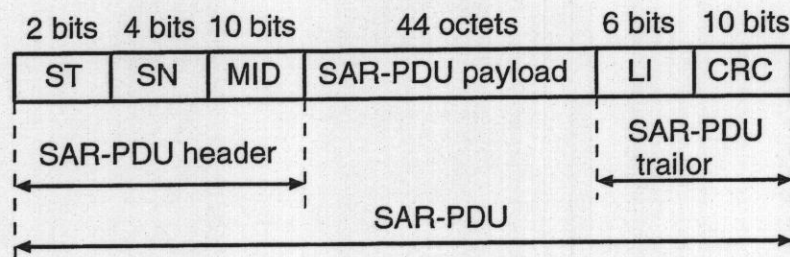 2 bits 4 bits 10 bits 44 octets 6 bits 10 bits
ST SN MID SAR-PDU payload LI CRC
SAR-PDU header
SAR-PDU
trailor
SAR-PDU